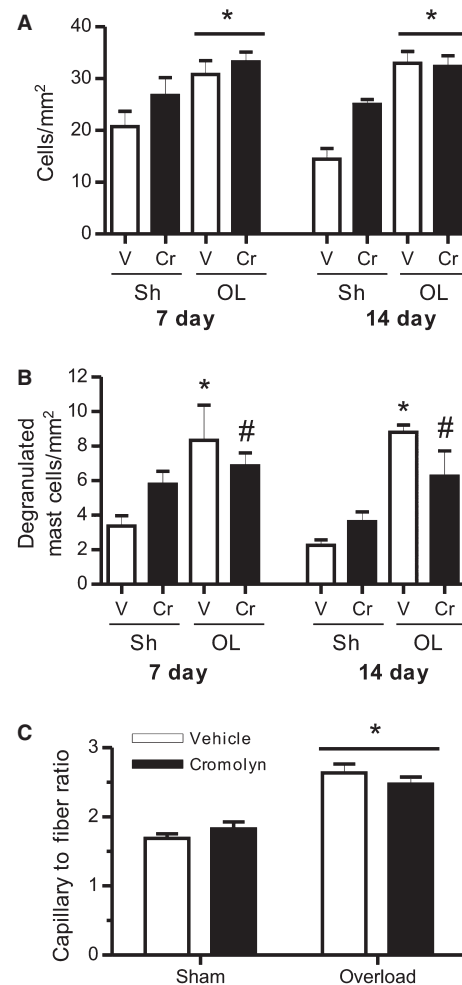 A
Cells/mm²
40
30
20
10
0
* *
V Cr V Cr V Cr V Cr
Sh OL Sh OL
7 day 14 day
B
Degranulated
mast cells/mm²
12
10
8
6
4
2
0
* # * #
V Cr V Cr V Cr V Cr
Sh OL Sh OL
7 day 14 day
C
Vehicle
Cromolyn
Capillary to fiber ratio
3
2
1
0
*
Sham Overload